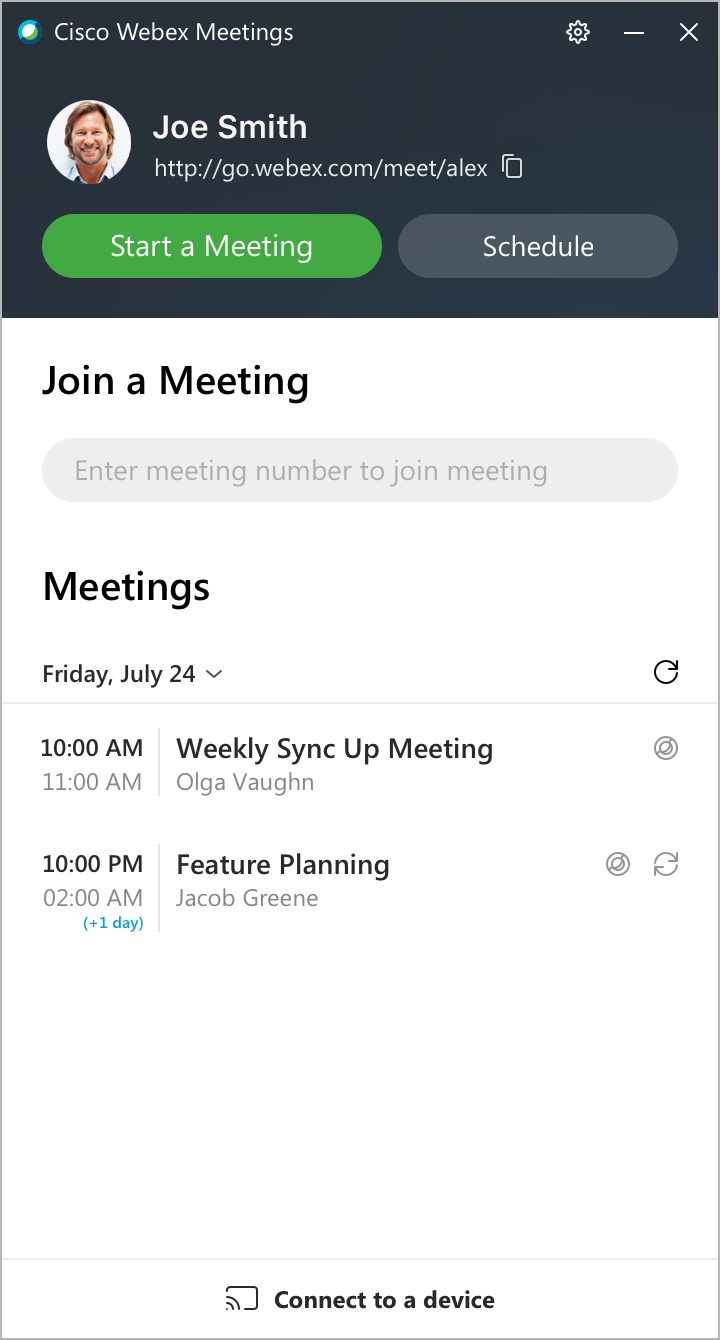 Cisco Webex Meetings
Joe Smith
http://go.webex.com/meet/alex
Start a Meeting
Schedule
Join a Meeting
Enter meeting number to join meeting
Meetings
Friday, July 24
10:00 AM Weekly Sync Up Meeting
11:00 AM Olga Vaughn
10:00 PM Feature Planning
02:00 AM Jacob Greene
(+1 day)
Connect to a device